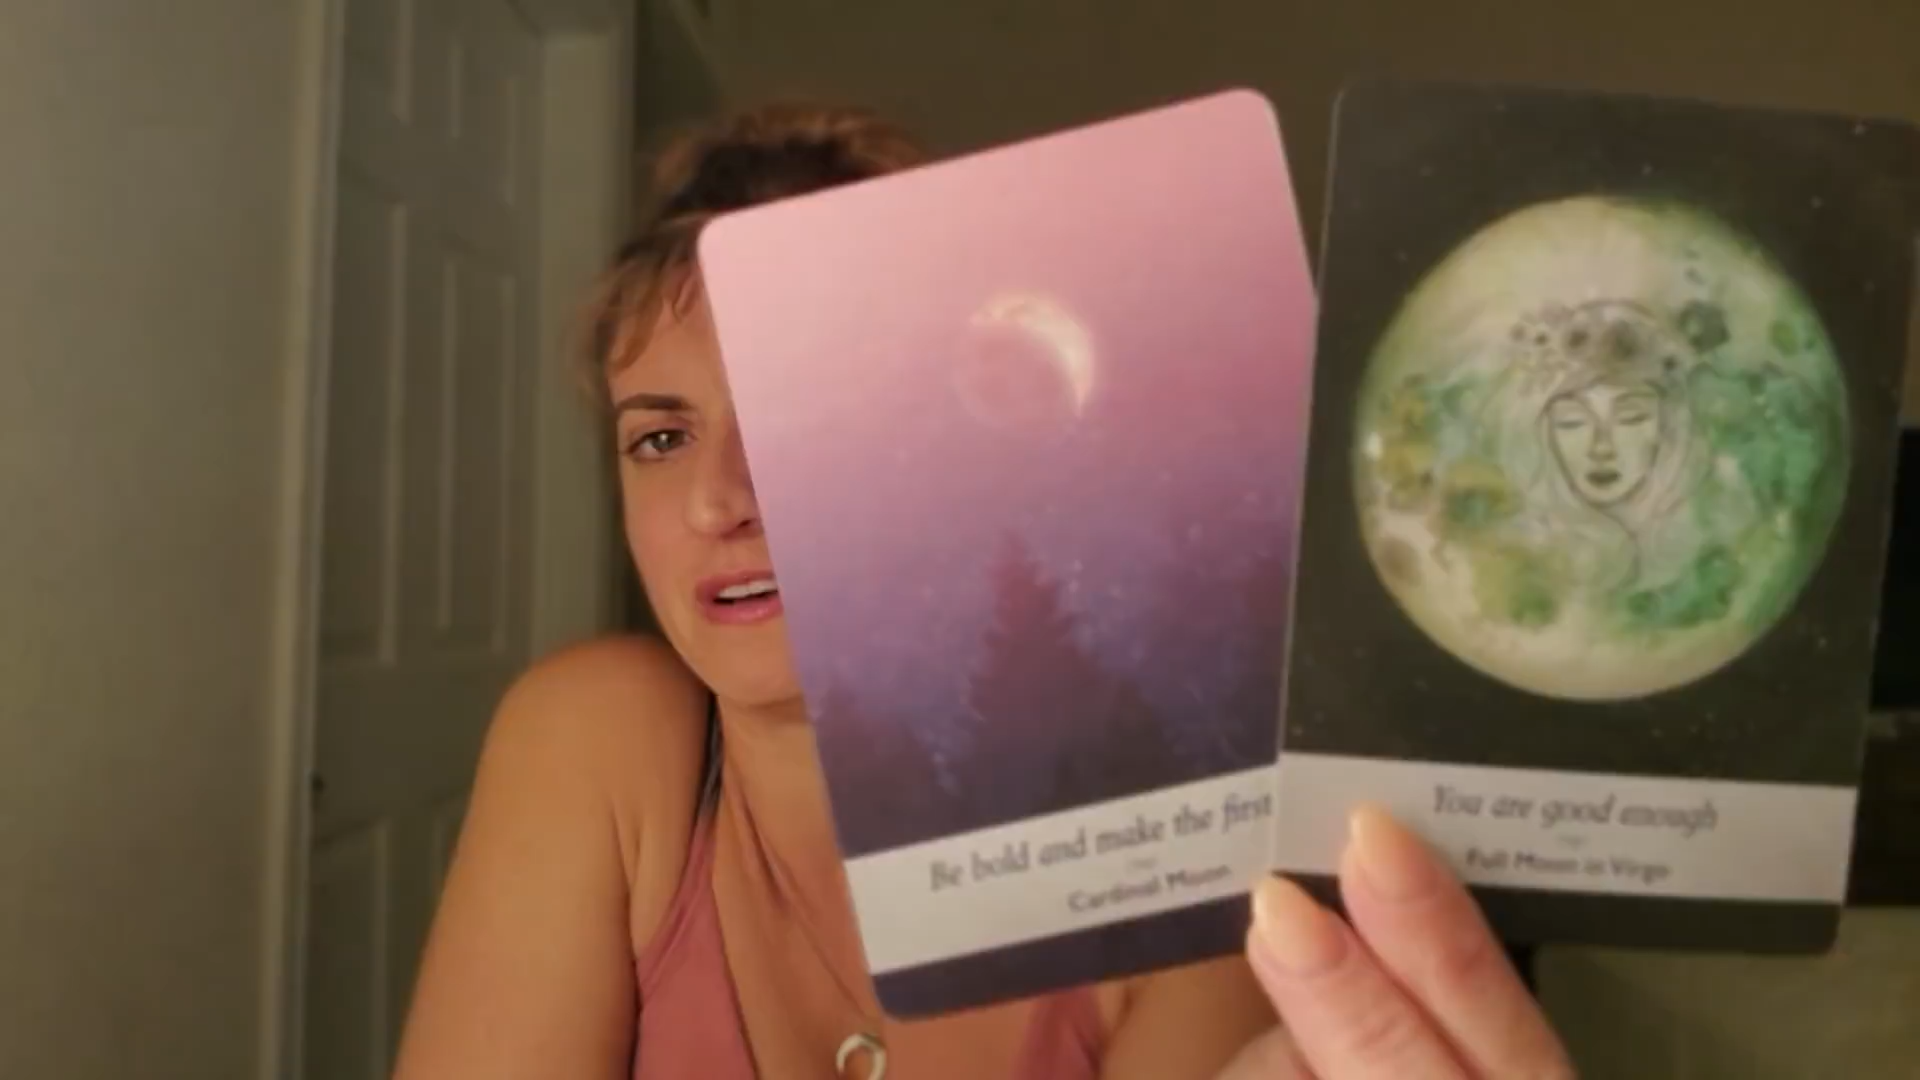 Be bold and make the first
Cardinal Moon
You are good enough
Full Moon in Virgo